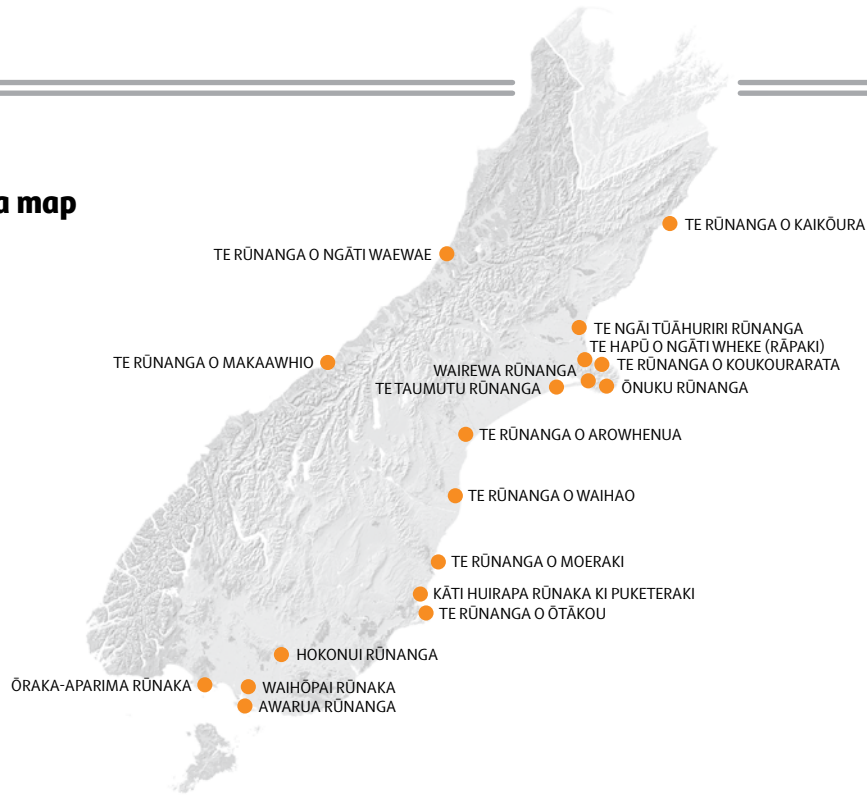 a map
TE RŪNANGA O KAIKŌURA
TE RŪNANGA O NGĀTI WAEWAE
TE NGĀI TŪĀHURIRI RŪNANGA
TE HAPŪ O NGĀTI WHEKE (RĀPAKI)
TE RŪNANGA O MAKAAWHIO
TE RŪNANGA O KOUKOURARATA
WAIREWA RŪNANGA
TE TAUMUTU RŪNANGA
ŌNUKU RŪNANGA
TE RŪNANGA O AROWHENUA
TE RŪNANGA O WAIHAO
TE RŪNANGA O MOERAKI
KĀTI HUIRAPA RŪNAKA KI PUKETERAKI
TE RŪNANGA O ŌTĀKOU
HOKONUI RŪNANGA
ŌRAKA-APARIMA RŪNAKA
WAIHŌPAI RŪNAKA
AWARUA RŪNANGA